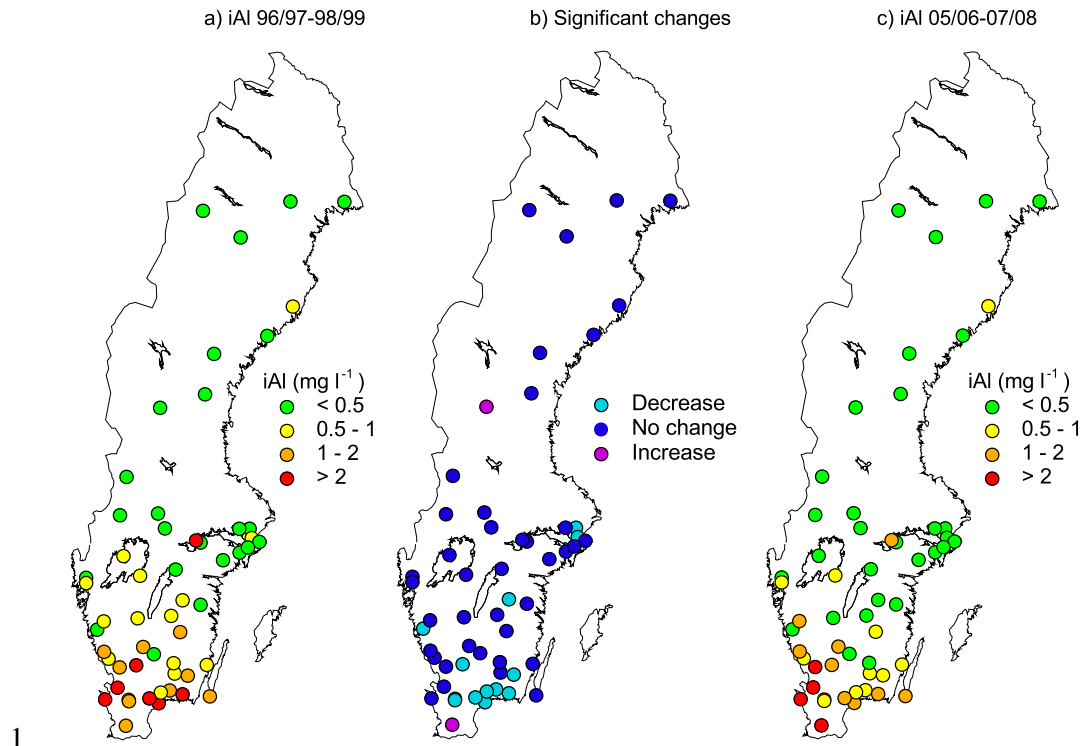 a) iAl 96/97-98/99
b) Significant changes
c) iAl 05/06-07/08
iAl (mg l-1)
< 0.5
0.5 - 1
1 - 2
> 2
Decrease
No change
Increase
iAl (mg l-1)
< 0.5
0.5 - 1
1 - 2
> 2
1